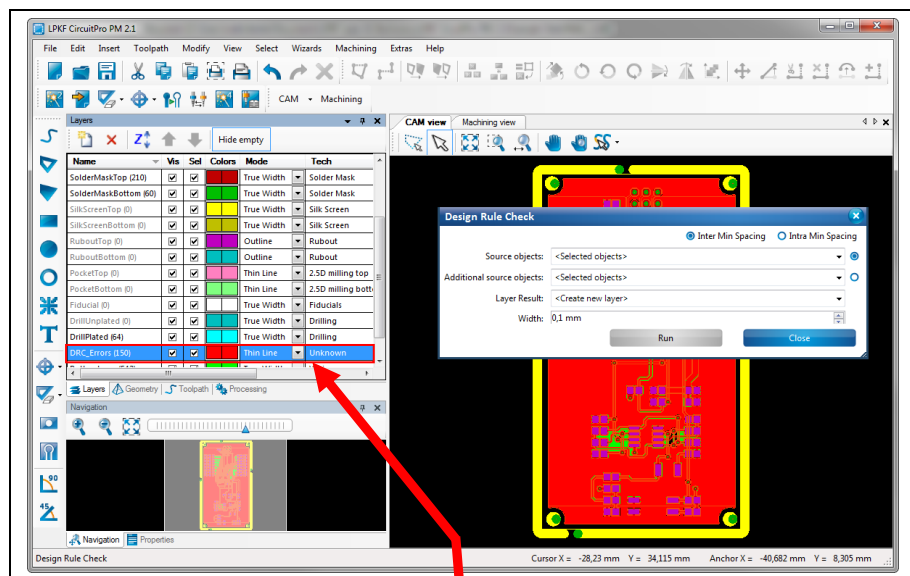 LPKF CircuitPro PM 2.1
File Edit Insert Toolpath Modify View Select Wizards Machining Extras Help
CAM Machining
Layers
CAM view Machining view
Hide empty
Name Vis Sel Colors Mode Tech
SolderMaskTop (210) True Width Solder Mask
SolderMaskBottom (60) True Width Solder Mask
SilkScreenTop (0) True Width Silk Screen
SilkScreenBottom (0) True Width Silk Screen
RuboutTop (0) Outline Rubout
RuboutBottom (0) Outline Rubout
PocketTop (0) Thin Line 2.5D milling top
PocketBottom (0) Thin Line 2.5D milling bott
Fiducial (0) True Width Fiducials
DrillUnplated (0) True Width Drilling
DrillPlated (64) True Width Drilling
DRC_Errors (150) Thin Line Unknown
Layers Geometry Toolpath Processing
Navigation
Navigation Properties
Design Rule Check
Inter Min Spacing Intra Min Spacing
Source objects: <Selected objects>
Additional source objects: <Selected objects>
Layer Result: <Create new layer>
Width: 0,1 mm
Run Close
T
90
45
Design Rule Check Cursor X = -28,23 mm Y = 34,115 mm Anchor X = -40,682 mm Y = 8,305 mm